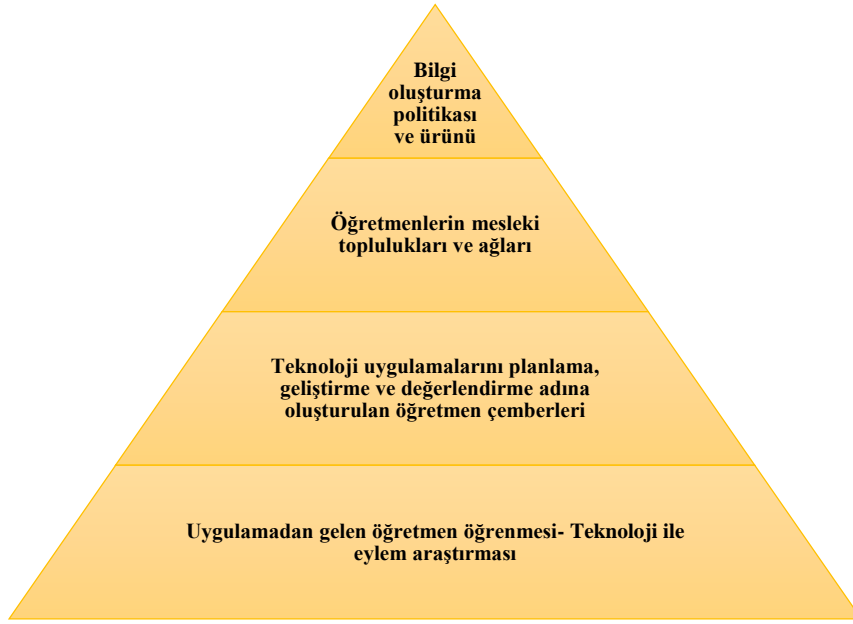 Bilgi
oluşturma
politikası
ve ürünü
Öğretmenlerin mesleki
toplulukları ve ağları
Teknoloji uygulamalarını planlama,
geliştirme ve değerlendirme adına
oluşturulan öğretmen çemberleri
Uygulamadan gelen öğretmen öğrenmesi- Teknoloji ile
eylem araştırması